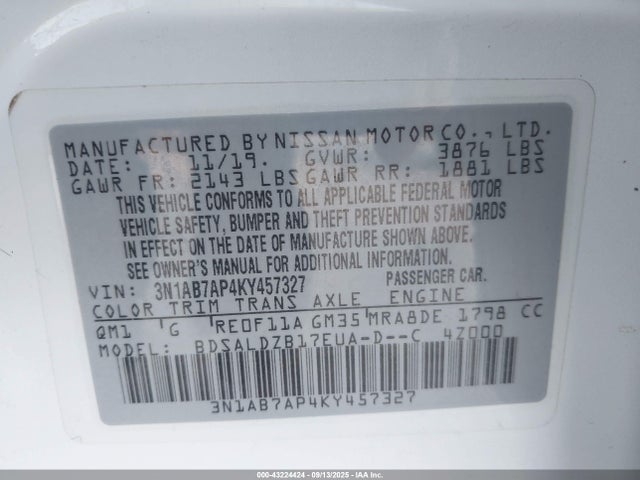 MANUFACTURED BY NISSAN MOTOR CO., LTD.
DATE: 11/19. GVWR: 3876 LBS
GAWR FR: 2143 LBS GAWR RR: 1881 LBS
THIS VEHICLE CONFORMS TO ALL APPLICABLE FEDERAL MOTOR
VEHICLE SAFETY, BUMPER AND THEFT PREVENTION STANDARDS
IN EFFECT ON THE DATE OF MANUFACTURE SHOWN ABOVE.
SEE OWNER'S MANUAL FOR ADDITIONAL INFORMATION.
VIN: 3N1AB7AP4KY457327 PASSENGER CAR.
COLOR TRIM TRANS AXLE ENGINE
QM1 G RE0F11A GM35 MRA8DE 1798 CC
MODEL: BDSALDZB17EUA-D--C 4Z000
3N1AB7AP4KY457327
000-43224424 - 09/13/2025 - IAA Inc.